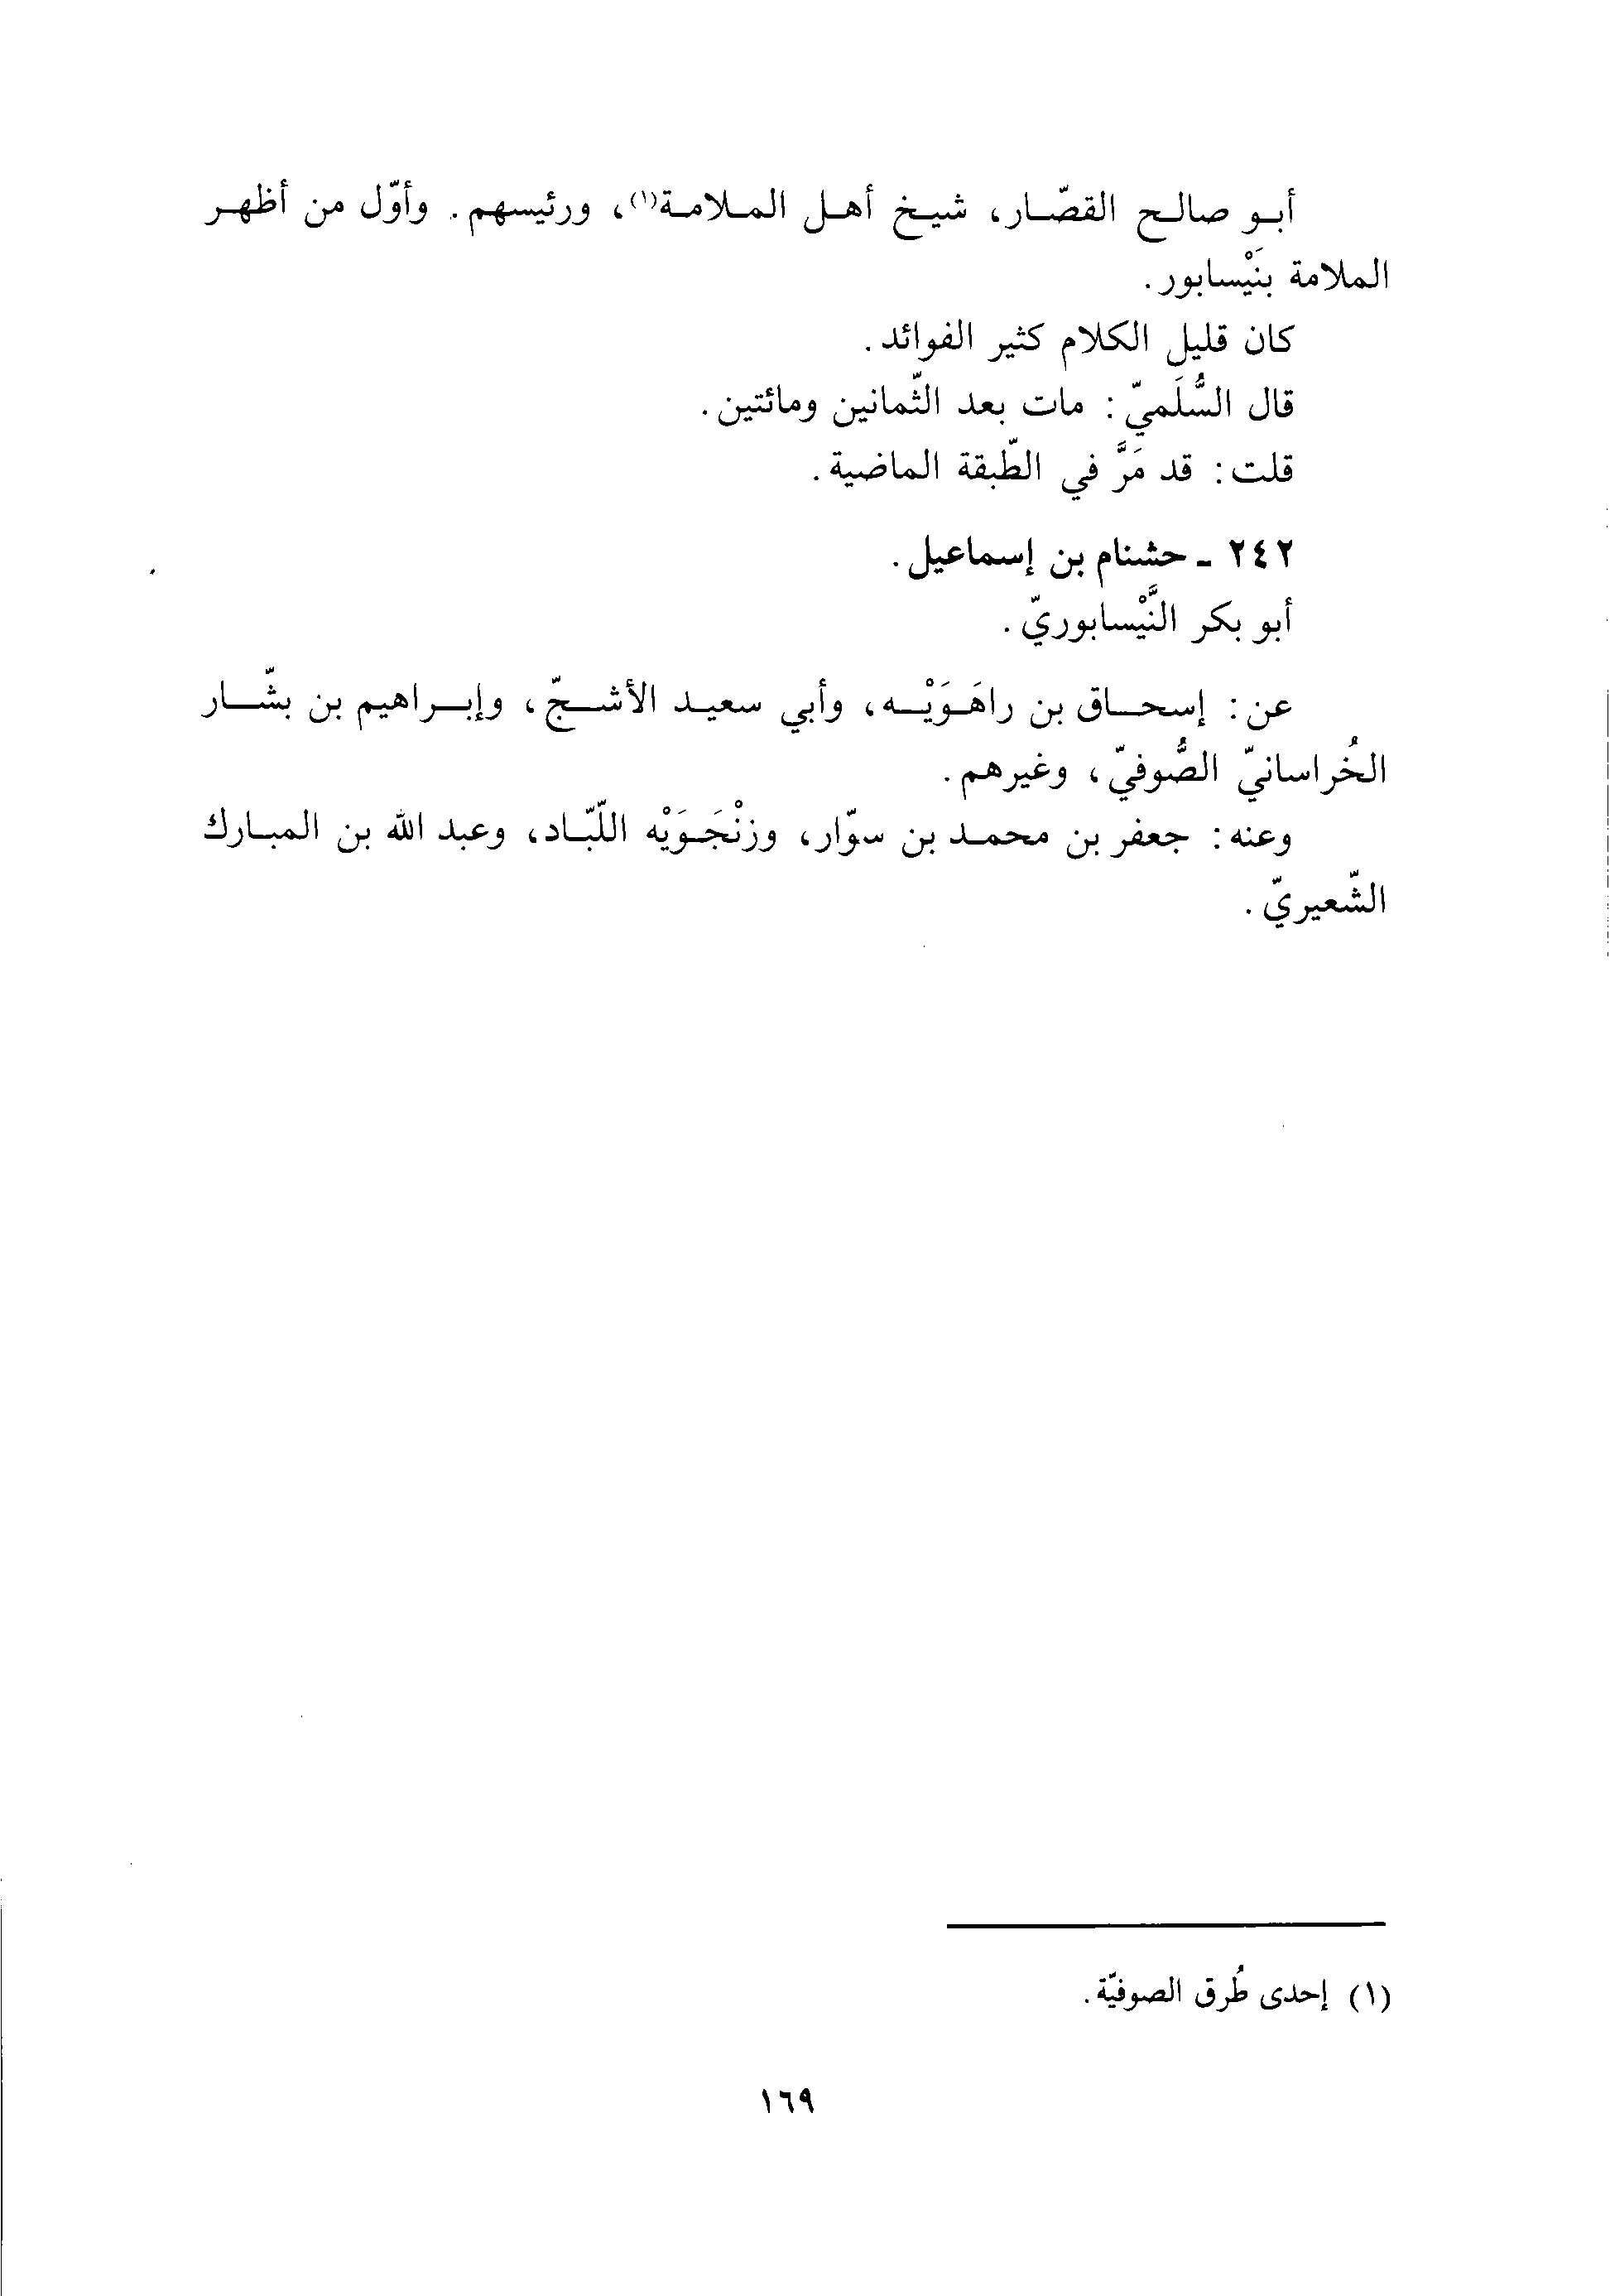 أبو صالح القصّار، شيخ أهل الملامة(١)، ورئيسهم. وأوّل من أظهر
الملامة بنَيْسابور.
كان قليل الكلام كثير الفوائد.
قال السُّلَميّ: مات بعد الثّمانين ومائتين.
قلت: قد مَرَّ في الطّبقة الماضية.
٢٤٢ ـ حشنام بن إسماعيل.
أبو بكر النَّيْسابوريّ.
عن: إسحاق بن راهَوَيْه، وأبي سعيد الأشجّ، وإبراهيم بن بشّار
الخُراسانيّ الصُّوفيّ، وغيرهم.
وعنه: جعفر بن محمد بن سوّار، وزنْجَوَيْه اللّبّاد، وعبد الله بن المبارك
الشّعيريّ.
(١) إحدى طُرق الصوفيّة.
١٦٩